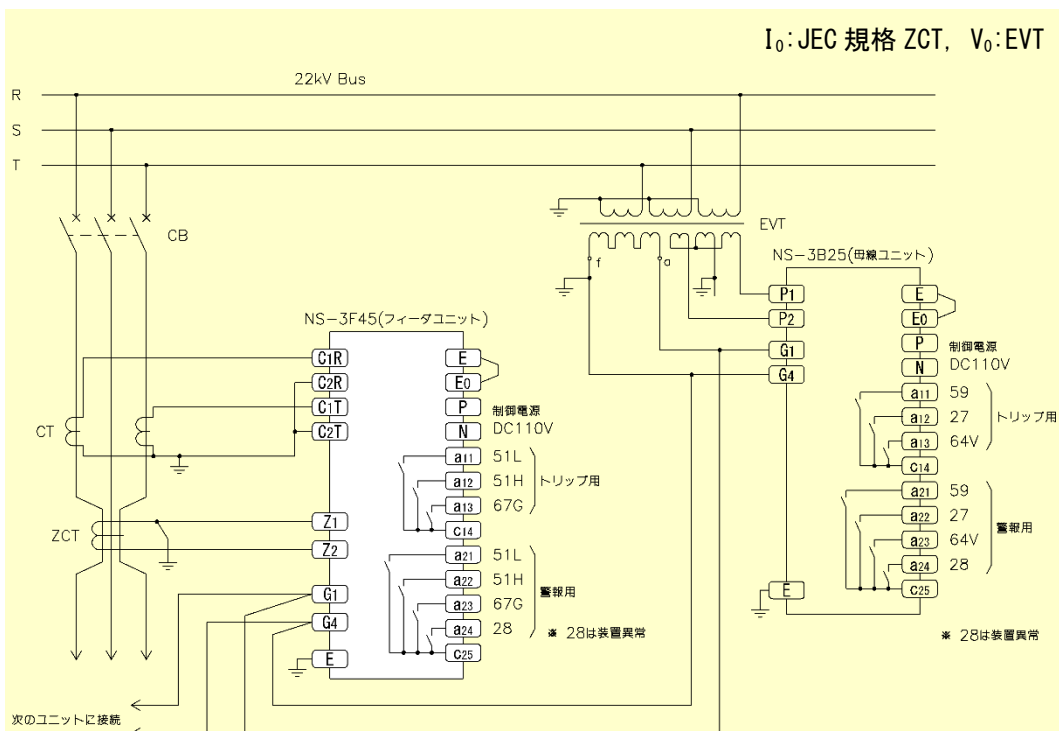 I₀:JEC 規格 ZCT, V₀:EVT
22kV Bus
R
S
T
CB
EVT
f
a
NS-3B25(母線ユニット)
P1
P2
G1
G4
E
E
E0
P
N
制御電源
DC110V
a11 59
a12 27
a13 64V
C14
トリップ用
a21 59
a22 27
a23 64V
a24 28
C25
警報用
※ 28は装置異常
NS-3F45(フィーダユニット)
C1R
C2R
C1T
C2T
Z1
Z2
G1
G4
E
E
E0
P
N
制御電源
DC110V
a11 51L
a12 51H
a13 67G
C14
トリップ用
a21 51L
a22 51H
a23 67G
a24 28
C25
警報用
※ 28は装置異常
CT
ZCT
次のユニットに接続